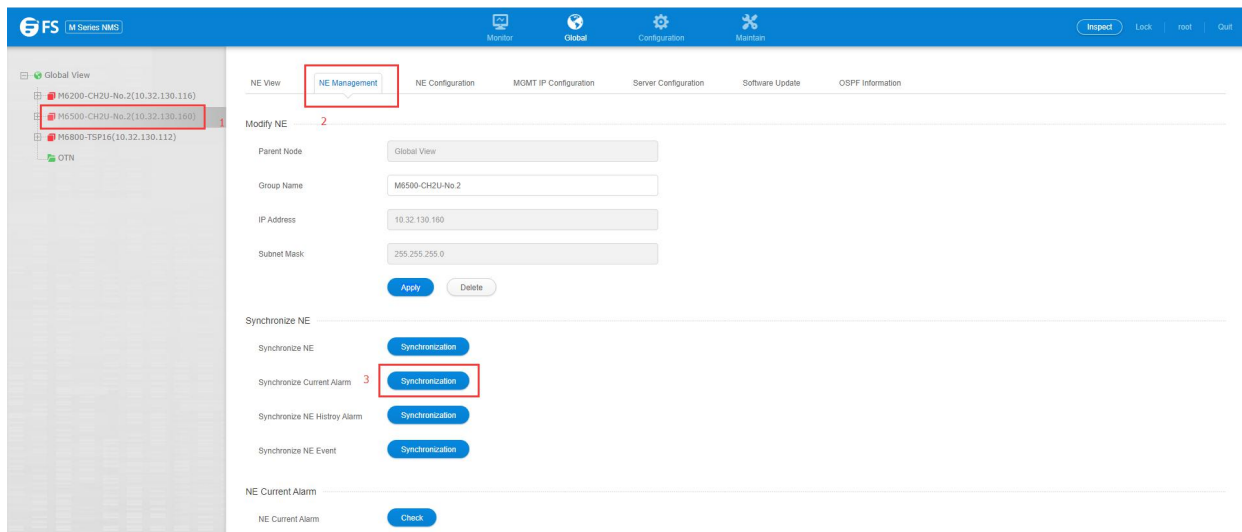 FS M Series NMS
Monitor Global Configuration Maintain
Inspect Lock root Quit
Global View
M6200-CH2U-No.2(10.32.130.116)
M6500-CH2U-No.2(10.32.130.160) 1
M6800-TSP16(10.32.130.112)
OTN
NE View NE Management NE Configuration MGMT IP Configuration Server Configuration Software Update OSPF Information
Modify NE 2
Parent Node Global View
Group Name M6500-CH2U-No.2
IP Address 10.32.130.160
Subnet Mask 255.255.255.0
Apply Delete
Synchronize NE
Synchronize NE Synchronization
Synchronize Current Alarm 3 Synchronization
Synchronize NE Histroy Alarm Synchronization
Synchronize NE Event Synchronization
NE Current Alarm
NE Current Alarm Check